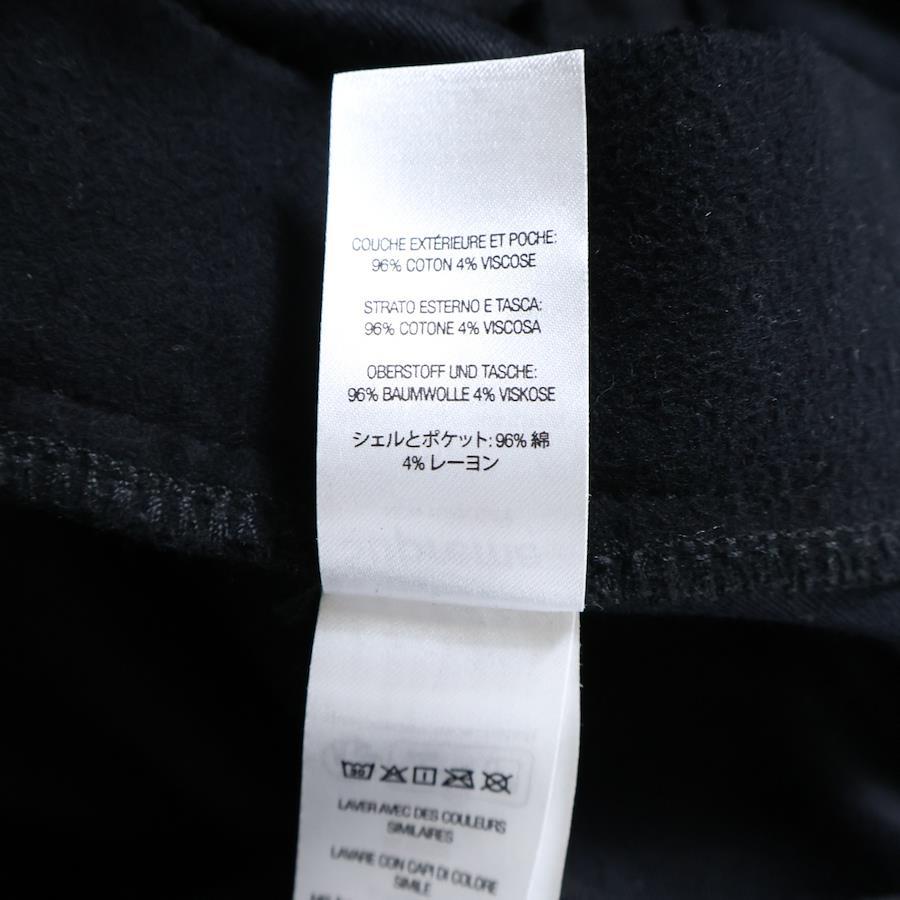 COUCHE EXTÉRIEURE ET POCHE:
96% COTON 4% VISCOSE
STRATO ESTERNO E TASCA:
96% COTONE 4% VISCOSA
OBERSTOFF UND TASCHE:
96% BAUMWOLLE 4% VISKOSE
シェルとポケット: 96% 綿
4% レーヨン
30
LAVER AVEC DES COULEURS
SIMILAIRES
LAVARE CON CAPI DI COLORE
SIMILE